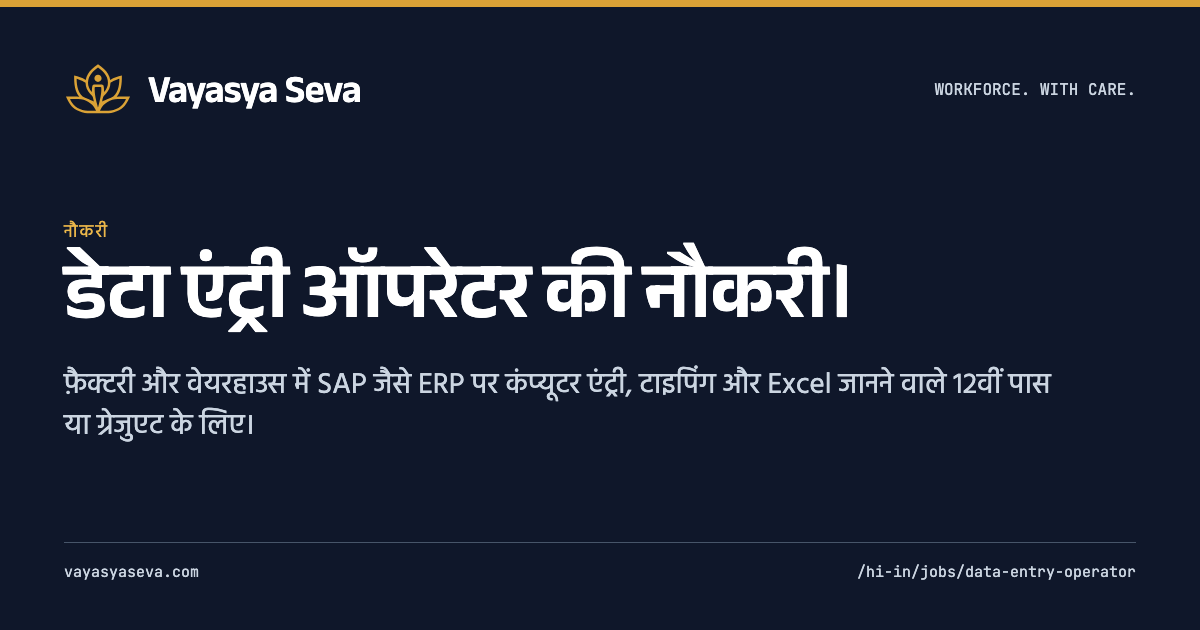 Vayasya Seva
WORKFORCE. WITH CARE.
नौकरी
डेटा एंट्री ऑपरेटर की नौकरी।
फ़ैक्टरी और वेयरहाउस में SAP जैसे ERP पर कंप्यूटर एंट्री, टाइपिंग और Excel जानने वाले 12वीं पास
या ग्रेजुएट के लिए।
vayasyaseva.com
/hi-in/jobs/data-entry-operator